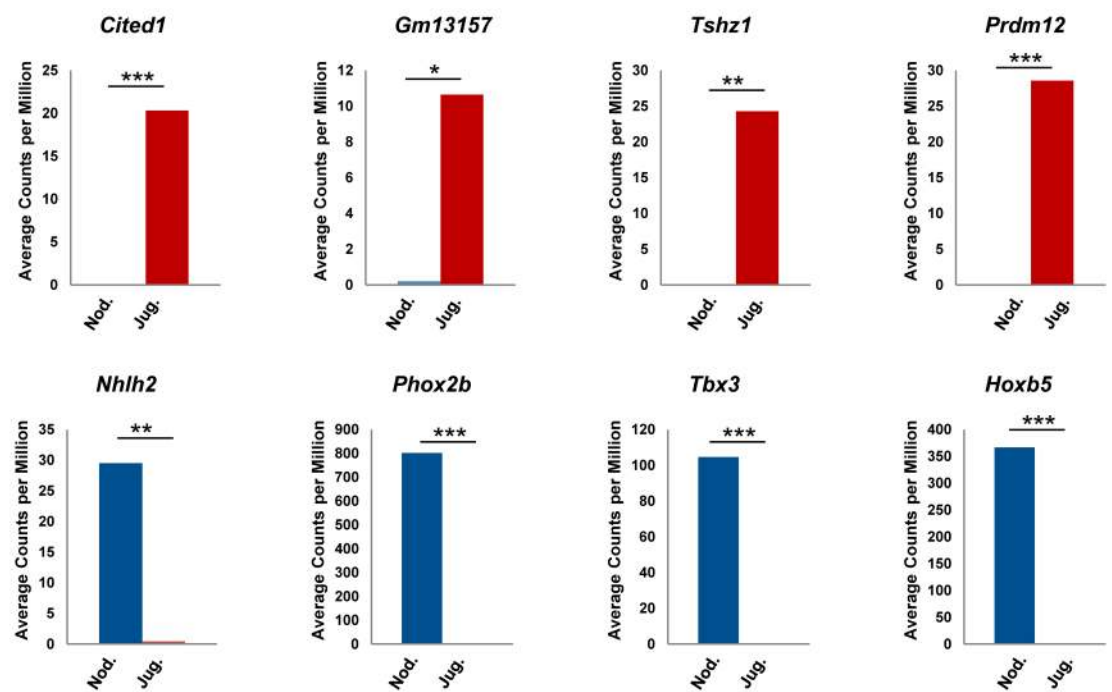 Cited1
Average Counts per Million
25
20
15
10
5
0
***
Nod.
Jug.
Gm13157
Average Counts per Million
12
10
8
6
4
2
0
*
Nod.
Jug.
Tshz1
Average Counts per Million
30
25
20
15
10
5
0
**
Nod.
Jug.
Prdm12
Average Counts per Million
30
25
20
15
10
5
0
***
Nod.
Jug.
Nhlh2
Average Counts per Million
35
30
25
20
15
10
5
0
**
Nod.
Jug.
Phox2b
Average Counts per Million
900
800
700
600
500
400
300
200
100
0
***
Nod.
Jug.
Tbx3
Average Counts per Million
120
100
80
60
40
20
0
***
Nod.
Jug.
Hoxb5
Average Counts per Million
400
350
300
250
200
150
100
50
0
***
Nod.
Jug.